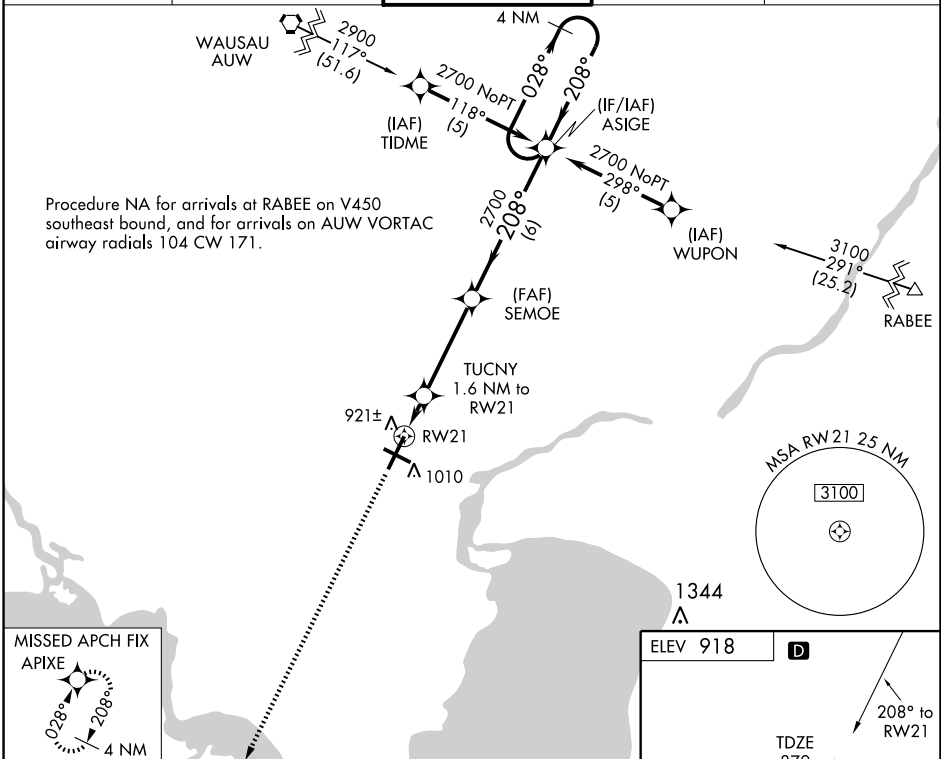 4 NM
WAUSAU
AUW
2900
117°
(51.6)
2700 NoPT
118°
(5)
(IAF)
TIDME
028°
208°
(IF/IAF)
ASIGE
2700 NoPT
298°
(5)
(IAF)
WUPON
Procedure NA for arrivals at RABEE on V450
southeast bound, and for arrivals on AUW VORTAC
airway radials 104 CW 171.
2700
208°
(6)
3100
291°
(25.2)
RABEE
(FAF)
SEMOE
TUCNY
1.6 NM to
RW21
921±
RW21
1010
MSA RW 21 25 NM
3100
1344
MISSED APCH FIX
APIXE
028°
208°
4 NM
ELEV 918
D
208° to
RW21
TDZE